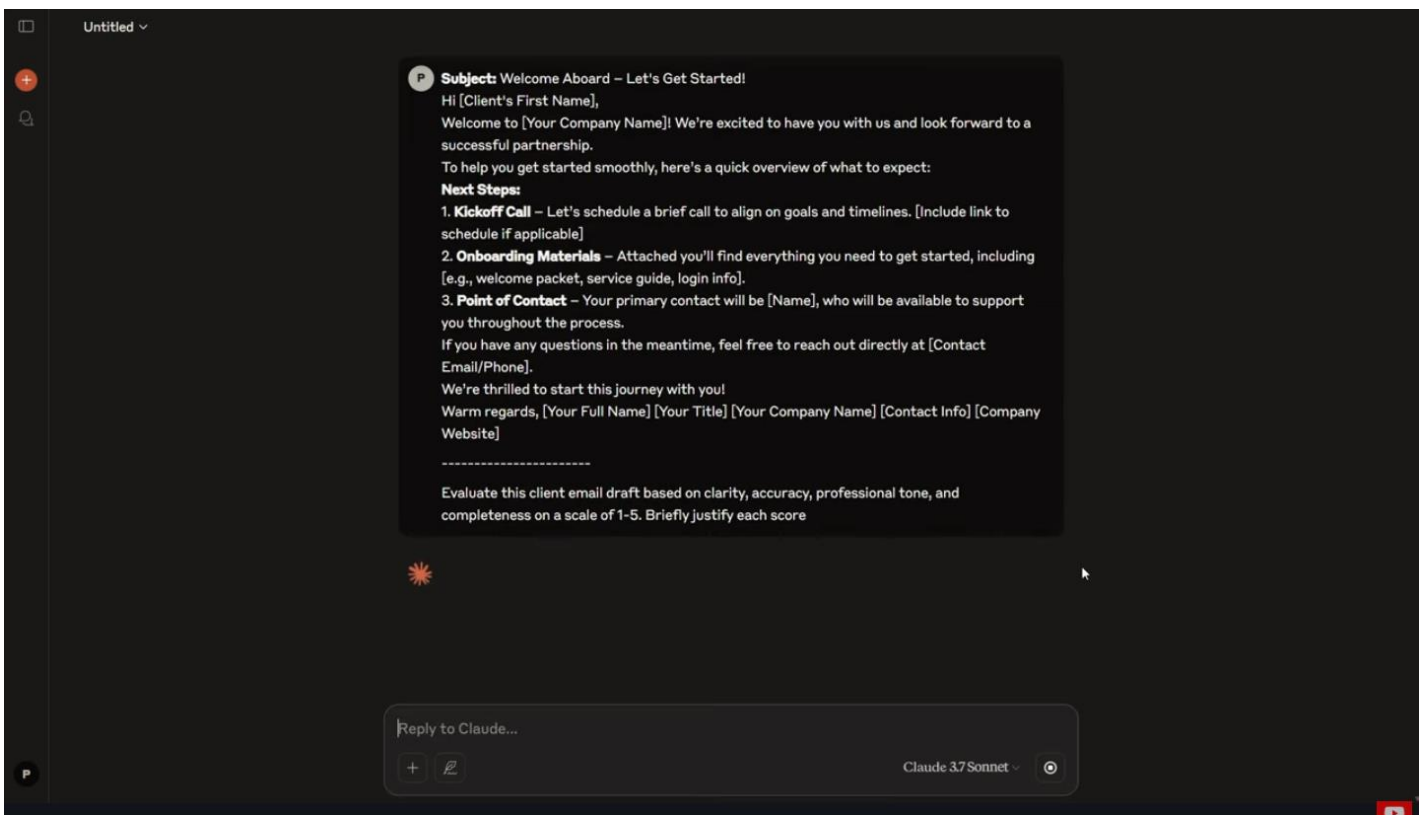 Untitled
P
Subject: Welcome Aboard – Let's Get Started!
Hi [Client's First Name],
Welcome to [Your Company Name]! We're excited to have you with us and look forward to a
successful partnership.
To help you get started smoothly, here's a quick overview of what to expect:
Next Steps:
1. Kickoff Call – Let's schedule a brief call to align on goals and timelines. [Include link to
schedule if applicable]
2. Onboarding Materials – Attached you'll find everything you need to get started, including
[e.g., welcome packet, service guide, login info].
3. Point of Contact – Your primary contact will be [Name], who will be available to support
you throughout the process.
If you have any questions in the meantime, feel free to reach out directly at [Contact
Email/Phone].
We're thrilled to start this journey with you!
Warm regards, [Your Full Name] [Your Title] [Your Company Name] [Contact Info] [Company
Website]
-----------------------
Evaluate this client email draft based on clarity, accuracy, professional tone, and
completeness on a scale of 1-5. Briefly justify each score
Reply to Claude...
Claude 3.7 Sonnet
P